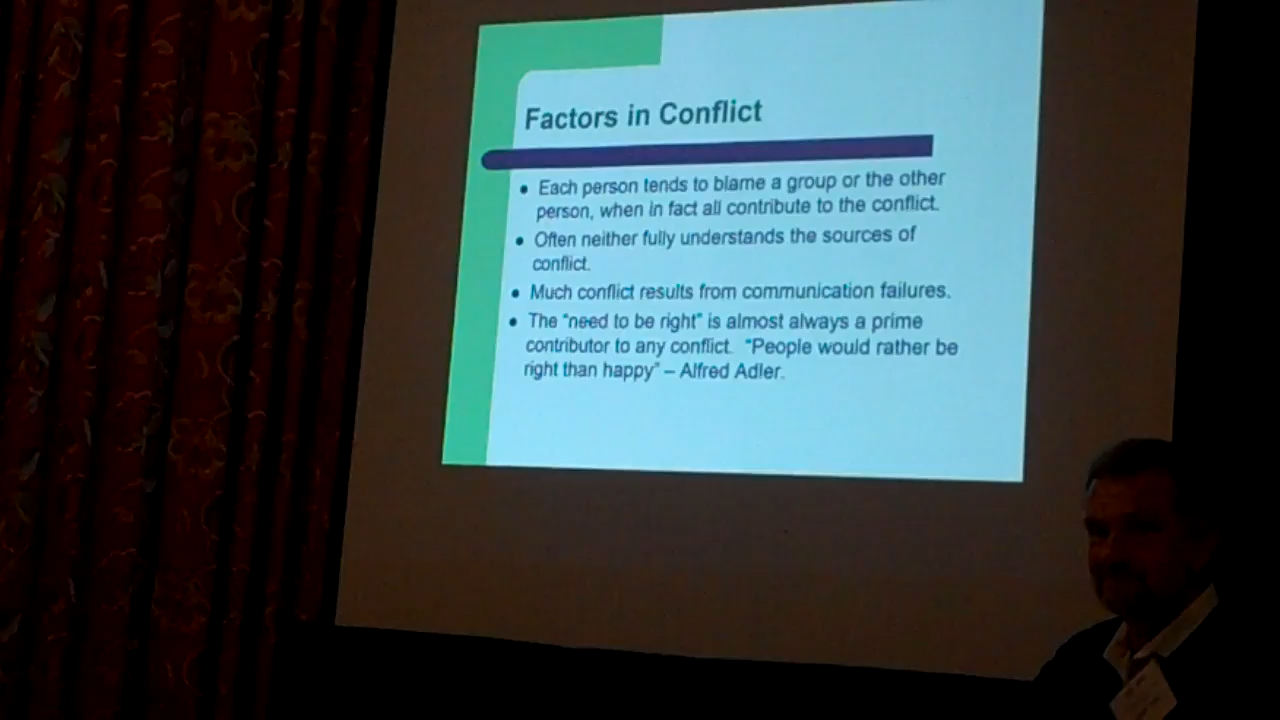 Factors in Conflict
• Each person tends to blame a group or the other
person, when in fact all contribute to the conflict.
• Often neither fully understands the sources of
conflict.
• Much conflict results from communication failures.
• The “need to be right” is almost always a prime
contributor to any conflict. “People would rather be
right than happy” – Alfred Adler.